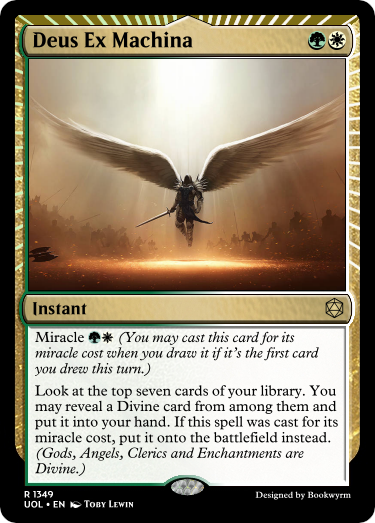 Deus Ex Machina
Instant
Miracle (You may cast this card for its
miracle cost when you draw it if it's the first card
you drew this turn.)
Look at the top seven cards of your library. You
may reveal a Divine card from among them and
put it into your hand. If this spell was cast for its
miracle cost, put it onto the battlefield instead.
(Gods, Angels, Clerics and Enchantments are
Divine.)
R 1349
UOL • EN Toby Lewin
Designed by Bookwyrm